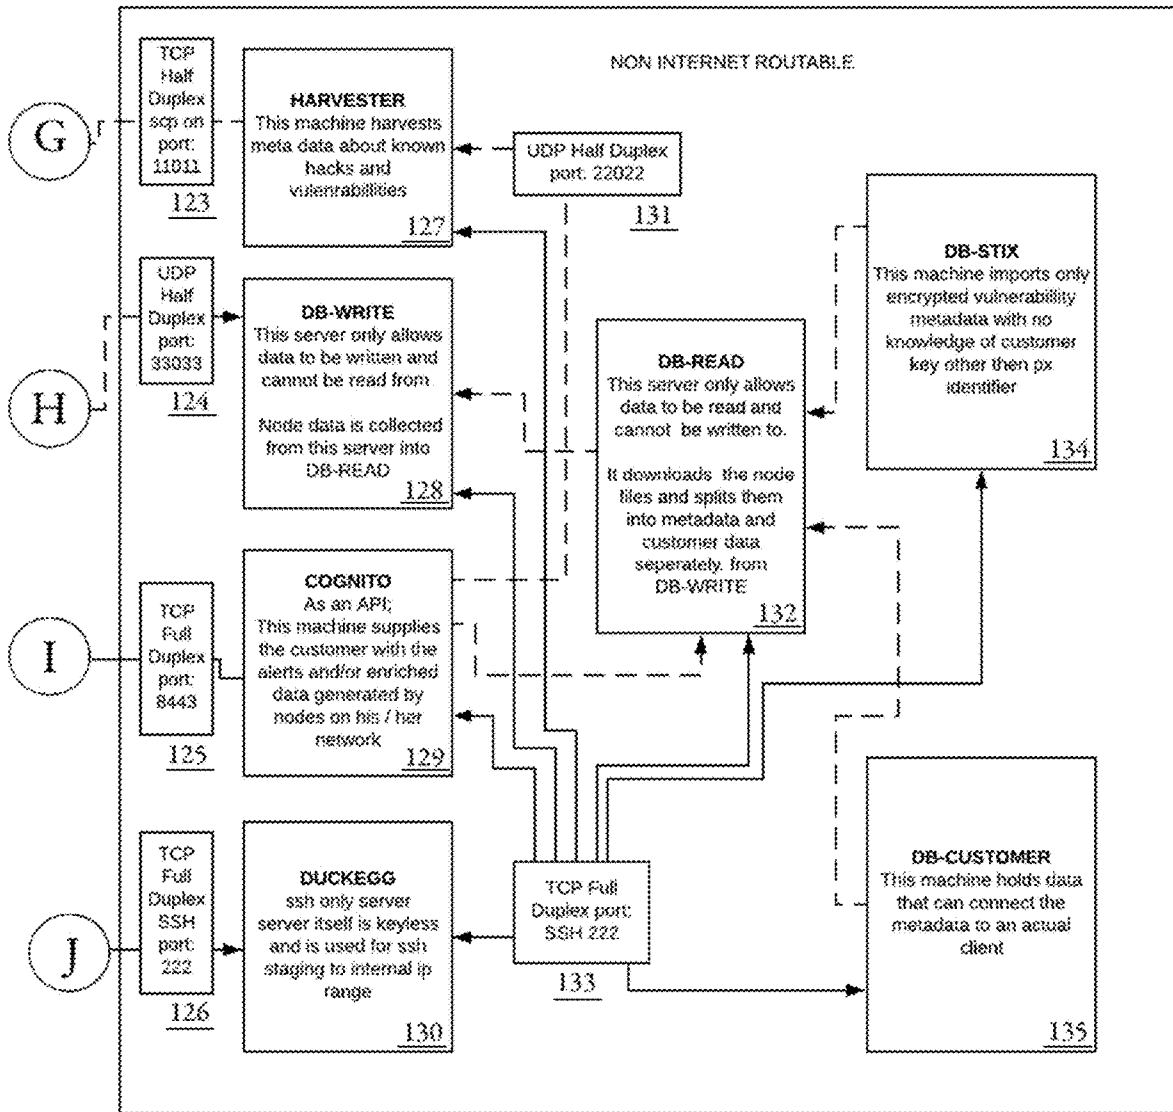 NON INTERNET ROUTABLE
G
TCP
Half
Duplex
scp on
port:
11011
123
HARVESTER
This machine harvests
meta data about known
hacks and
vulenrabillities
127
UDP Half Duplex
port: 22022
131
H
UDP
Half
Duplex
port:
33033
124
DB-WRITE
This server only allows
data to be written and
cannot be read from
Node data is collected
from this server into
DB-READ
128
DB-READ
This server only allows
data to be read and
cannot be written to.
It downloads the node
files and splits them
into metadata and
customer data
seperately. from
DB-WRITE
132
DB-STIX
This machine imports only
encrypted vulnerability
metadata with no
knowledge of customer
key other then px
identifier
134
I
TCP
Full
Duplex
port:
8443
125
COGNITO
As an API;
This machine supplies
the customer with the
alerts and/or enriched
data generated by
nodes on his / her
network
129
J
TCP
Full
Duplex
SSH
port:
222
126
DUCKEGG
ssh only server
server itself is keyless
and is used for ssh
staging to internal ip
range
130
TCP Full
Duplex port:
SSH 222
133
DB-CUSTOMER
This machine holds data
that can connect the
metadata to an actual
client
135